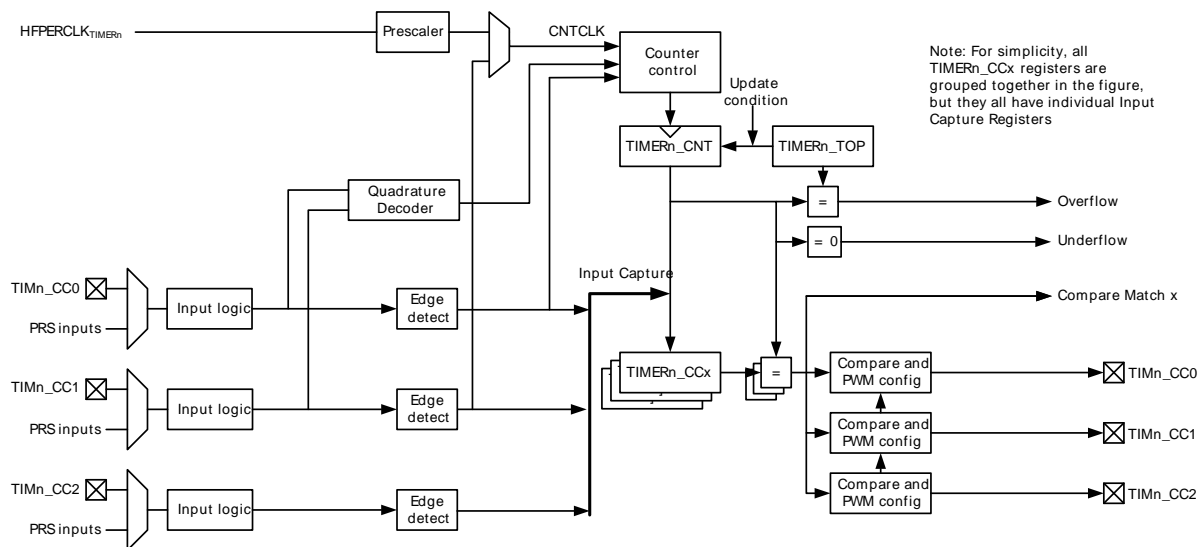 HFPERCLKTIMERn
Prescaler
CNTCLK
Counter
control
Note: For simplicity, all
TIMERn_CCx registers are
grouped together in the figure,
but they all have individual Input
Capture Registers
Update
condition
TIMERn_CNT
TIMERn_TOP
Quadrature
Decoder
=
Overflow
= 0
Underflow
Input Capture
TIMn_CC0
PRS inputs
Input logic
Edge
detect
Compare Match x
TIMERn_CCx
=
Compare and
PWM config
TIMn_CC0
TIMn_CC1
PRS inputs
Input logic
Edge
detect
Compare and
PWM config
TIMn_CC1
TIMn_CC2
PRS inputs
Input logic
Edge
detect
Compare and
PWM config
TIMn_CC2